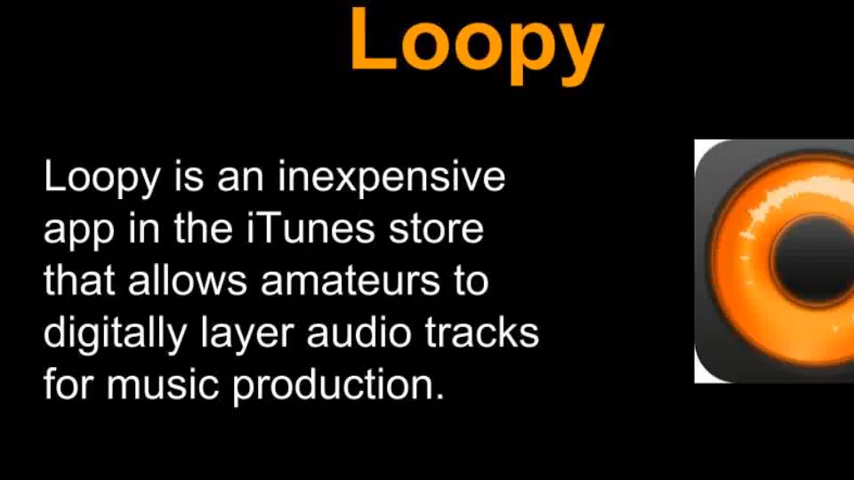 Loopy
Loopy is an inexpensive
app in the iTunes store
that allows amateurs to
digitally layer audio tracks
for music production.